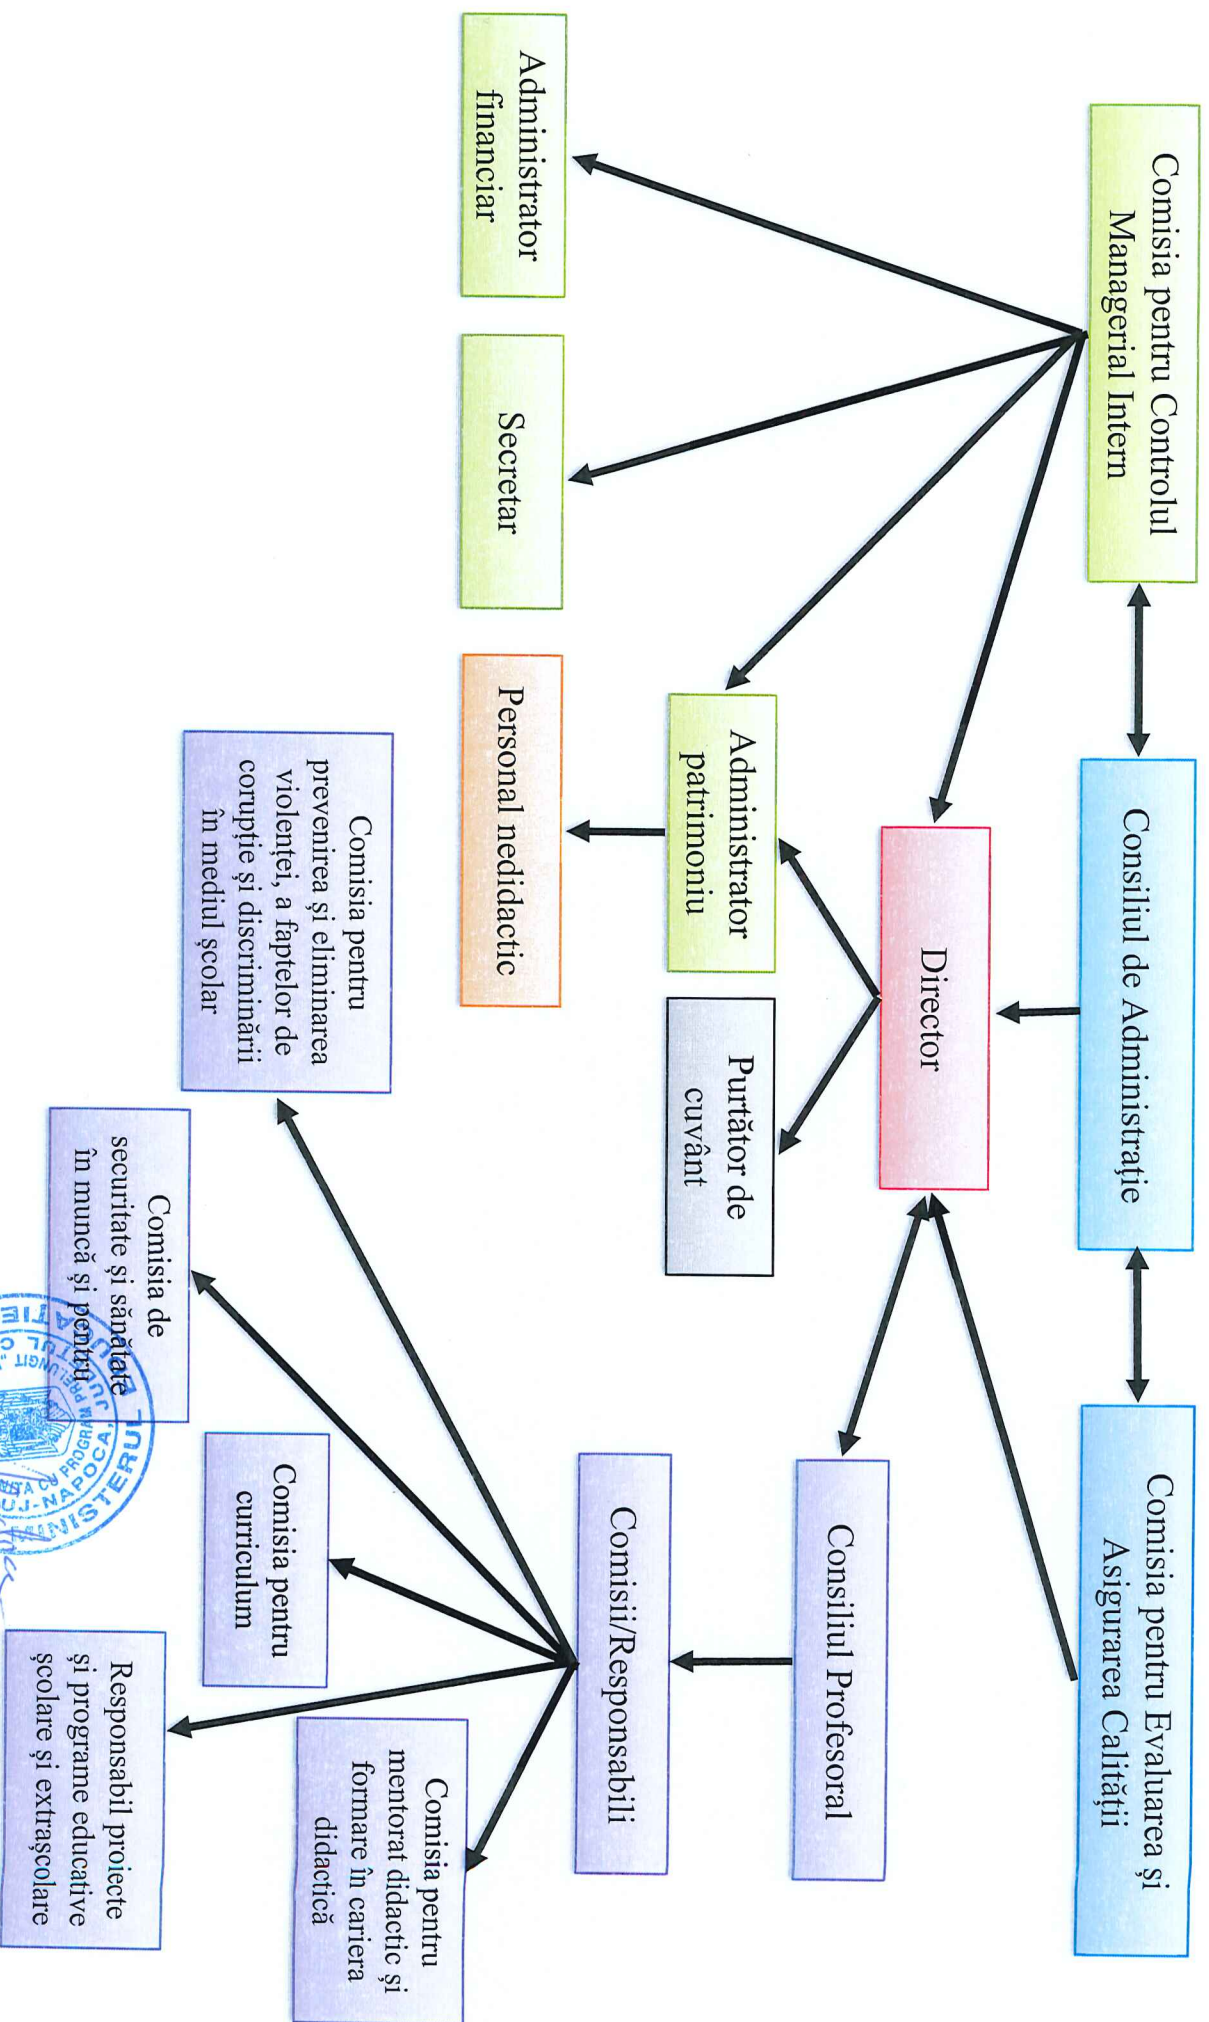 Comisia pentru Controlul
Managerial Intern
Consiliul de Administrație
Comisia pentru Evaluarea și
Asigurarea Calității
Director
Administrator
patrimoniu
Purtător de
cuvânt
Consiliul Profesoral
Administrator
financiar
Secretar
Personal nedidactic
Comisii/Responsabili
Comisia pentru
prevenirea și eliminarea
violenței, a faptelor de
corupție și discriminării
în mediul școlar
Comisia de
securitate și sănătate
în muncă și pentru
Comisia pentru
curriculum
Comisia pentru
mentorat didactic și
formare în cariera
didactică
Responsabil proiecte
și programe educative
școlare și extrașcolare